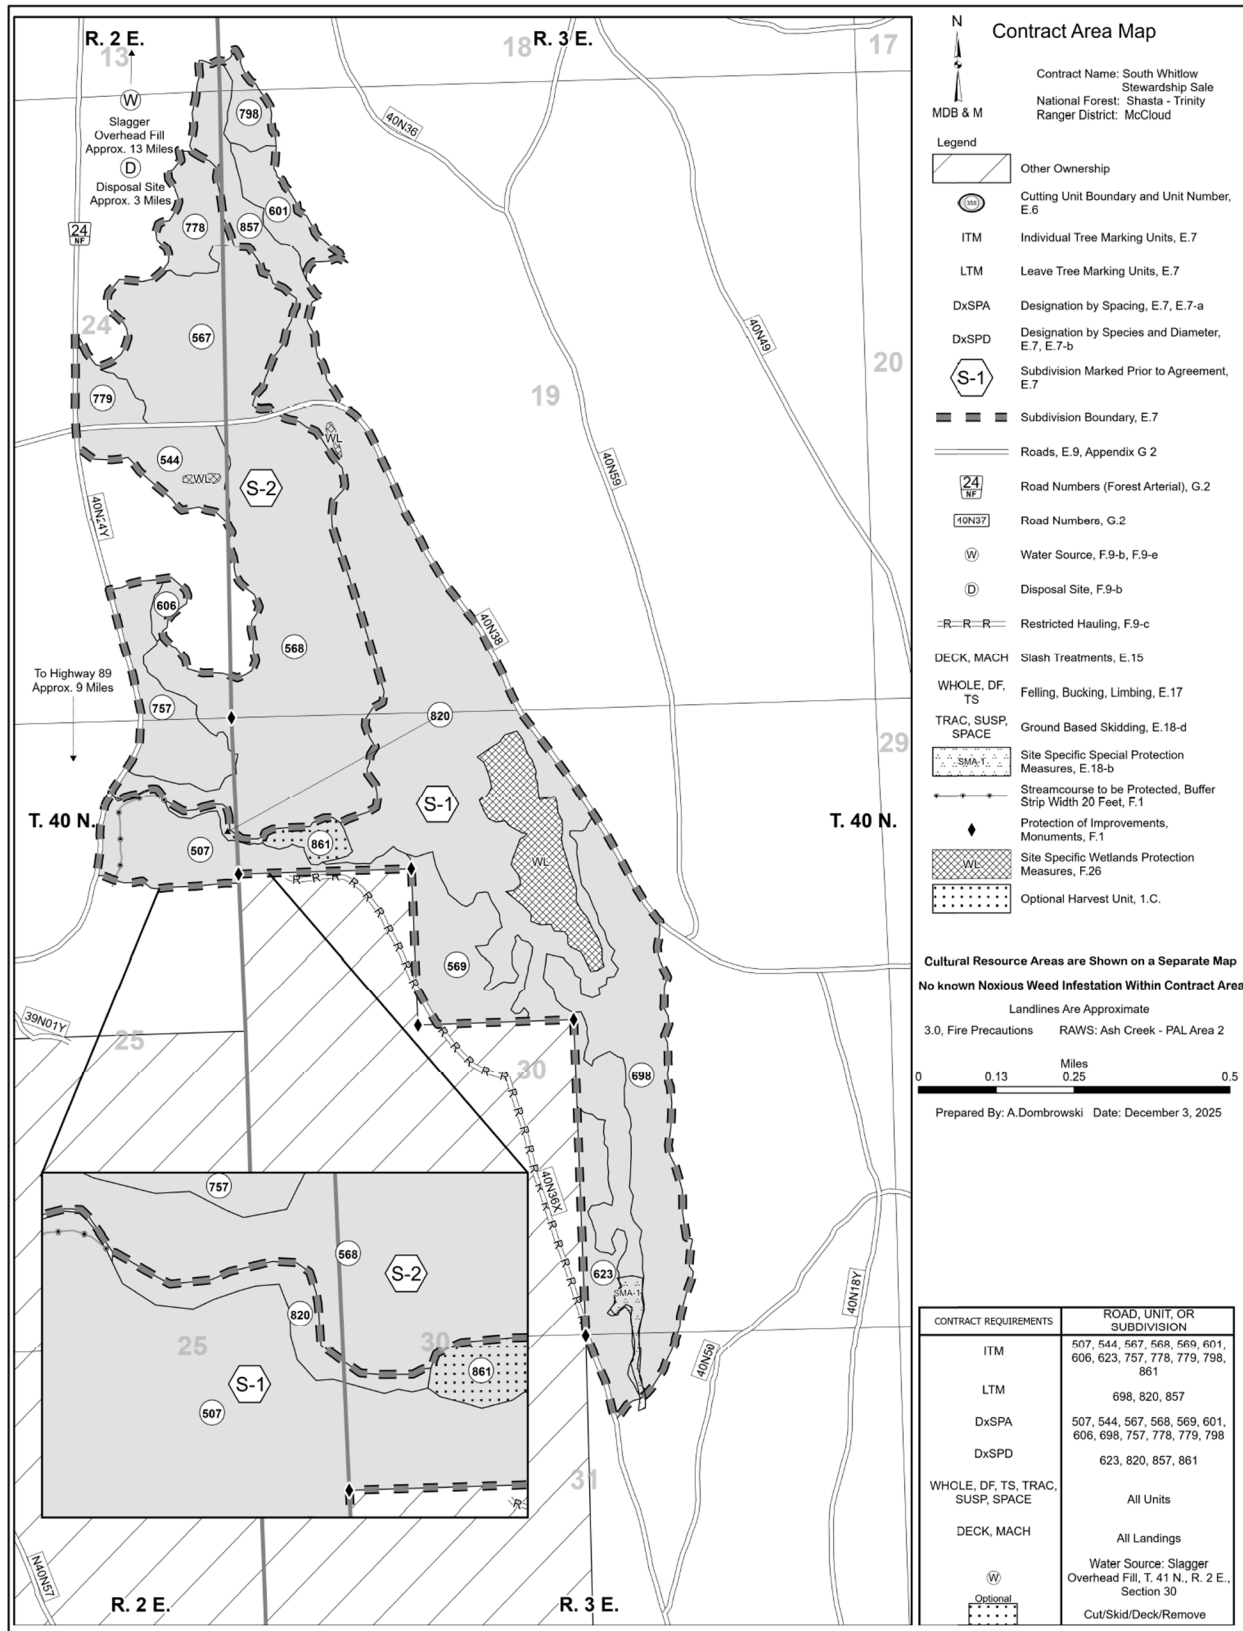 R. 2 E.
R. 3 E.
13
18
17
W
Slagger
Overhead Fill
Approx. 13 Miles
D
Disposal Site
Approx. 3 Miles
798
40N36
601
778
857
24
NF
24
567
40N49
20
19
779
WL
544
WL
S-2
40N59
40N24Y
606
40N38
568
To Highway 89
Approx. 9 Miles
757
820
29
S-1
T. 40 N.
T. 40 N.
861
507
WL
R R R R R
569
39N01Y
25
30
698
40N36X
757
568
S-2
820
623
SMA-1
25
30
861
S-1
507
40N18Y
40N50
R
31
N40N57
R. 2 E.
R. 3 E.
N
MDB & M
Contract Area Map
Contract Name: South Whitlow
Stewardship Sale
National Forest: Shasta - Trinity
Ranger District: McCloud
Legend
Other Ownership
358 Cutting Unit Boundary and Unit Number,
E.6
ITM Individual Tree Marking Units, E.7
LTM Leave Tree Marking Units, E.7
DxSPA Designation by Spacing, E.7, E.7-a
DxSPD Designation by Species and Diameter,
E.7, E.7-b
S-1 Subdivision Marked Prior to Agreement,
E.7
Subdivision Boundary, E.7
Roads, E.9, Appendix G 2
24 NF Road Numbers (Forest Arterial), G.2
40N37 Road Numbers, G.2
W Water Source, F.9-b, F.9-e
D Disposal Site, F.9-b
R R R Restricted Hauling, F.9-c
DECK, MACH Slash Treatments, E.15
WHOLE, DF,
TS Felling, Bucking, Limbing, E.17
TRAC, SUSP,
SPACE Ground Based Skidding, E.18-d
SMA-1 Site Specific Special Protection
Measures, E.18-b
Streamcourse to be Protected, Buffer
Strip Width 20 Feet, F.1
Protection of Improvements,
Monuments, F.1
WL Site Specific Wetlands Protection
Measures, F.26
Optional Harvest Unit, 1.C.
Cultural Resource Areas are Shown on a Separate Map
No known Noxious Weed Infestation Within Contract Area
Landlines Are Approximate
3.0, Fire Precautions RAWS: Ash Creek - PAL Area 2
Miles
0 0.13 0.25 0.5
Prepared By: A.Dombrowski Date: December 3, 2025
CONTRACT REQUIREMENTS ROAD, UNIT, OR
SUBDIVISION
ITM 507, 544, 567, 568, 569, 601,
606, 623, 757, 778, 779, 798,
861
LTM 698, 820, 857
DxSPA 507, 544, 567, 568, 569, 601,
606, 698, 757, 778, 779, 798
DxSPD 623, 820, 857, 861
WHOLE, DF, TS, TRAC,
SUSP, SPACE All Units
DECK, MACH All Landings
W Water Source: Slagger
Overhead Fill, T. 41 N., R. 2 E.,
Section 30
Optional Cut/Skid/Deck/Remove